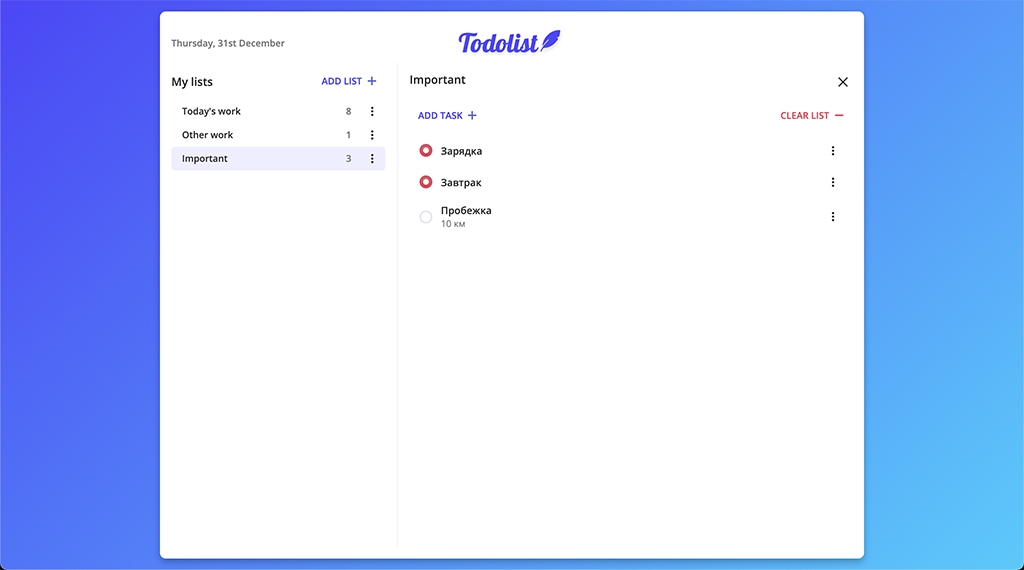 Thursday, 31st December
Todolist
My lists
ADD LIST
Today's work 8
Other work 1
Important 3
Important
ADD TASK
CLEAR LIST
Зарядка
Завтрак
Пробежка
10 км